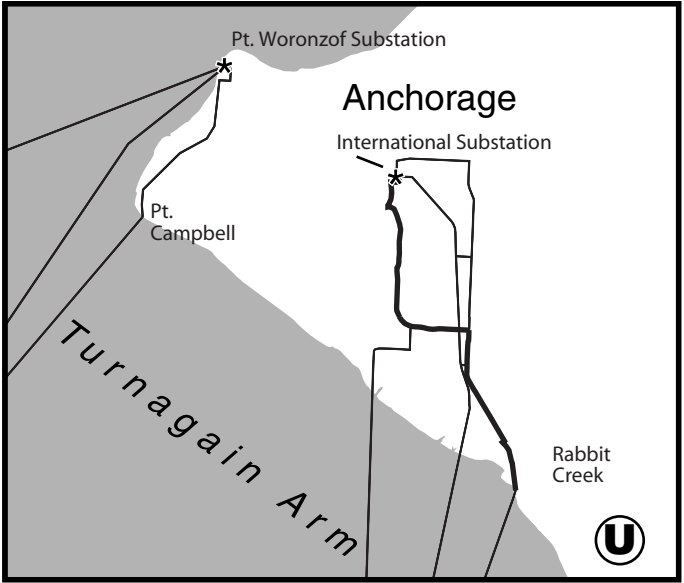 Pt. Woronzof Substation
Anchorage
International Substation
Pt.
Campbell
Turnagain Arm
Rabbit
Creek
U